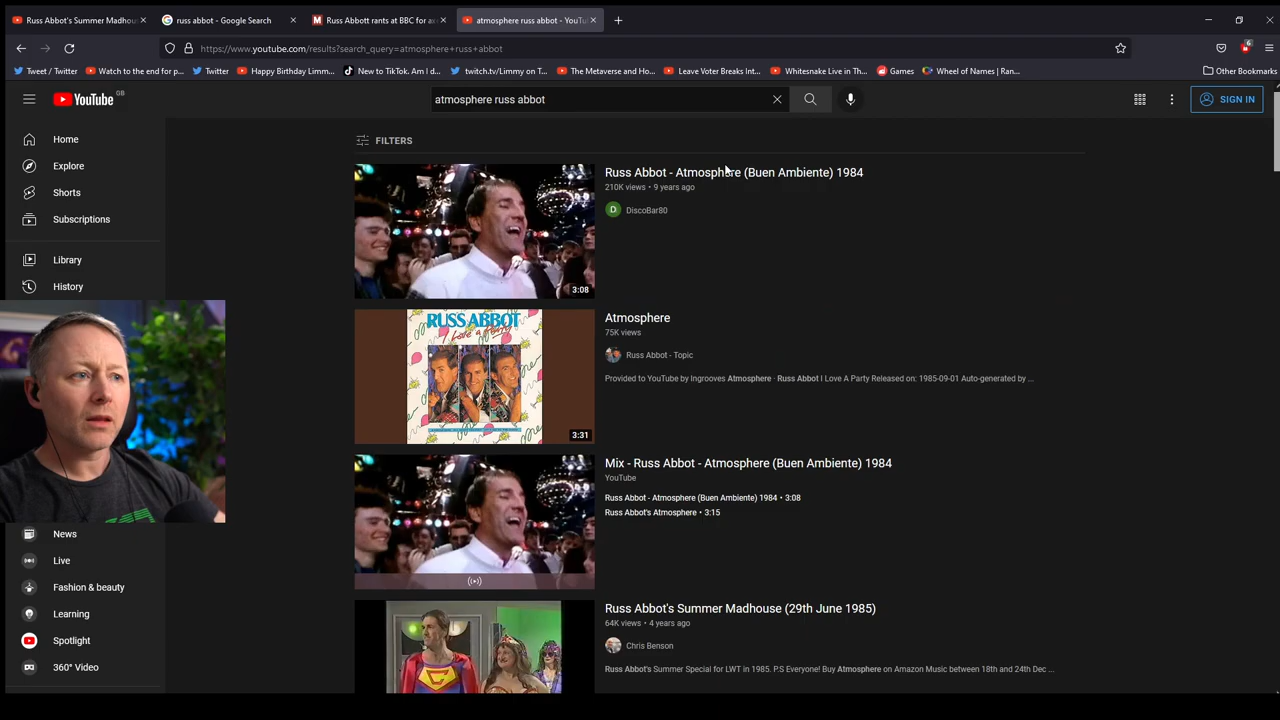 Russ Abbot's Summer Madhou
russ abbot - Google Search
Russ Abbott rants at BBC for axe
atmosphere russ abbot - YouTu
https://www.youtube.com/results?search_query=atmosphere+russ+abbot
6
Tweet / Twitter
Watch to the end for p...
Twitter
Happy Birthday Limm...
New to TikTok. Am I d...
twitch.tv/Limmy on T...
The Metaverse and Ho...
Leave Voter Breaks Int...
Whitesnake Live in Th...
Games
Wheel of Names | Ran...
Other Bookmarks
YouTube GB
atmosphere russ abbot
SIGN IN
Home
Explore
Shorts
Subscriptions
Library
History
News
Live
Fashion & beauty
Learning
Spotlight
360° Video
FILTERS
Russ Abbot - Atmosphere (Buen Ambiente) 1984
210K views • 9 years ago
D DiscoBar80
3:08
Atmosphere
75K views
Russ Abbot - Topic
Provided to YouTube by Ingrooves Atmosphere · Russ Abbot I Love A Party Released on: 1985-09-01 Auto-generated by ...
RUSS ABBOT
I Love a Party
3:31
Mix - Russ Abbot - Atmosphere (Buen Ambiente) 1984
YouTube
Russ Abbot - Atmosphere (Buen Ambiente) 1984 • 3:08
Russ Abbot's Atmosphere • 3:15
Russ Abbot's Summer Madhouse (29th June 1985)
64K views • 4 years ago
Chris Benson
Russ Abbot's Summer Special for LWT in 1985. P.S Everyone! Buy Atmosphere on Amazon Music between 18th and 24th Dec ...